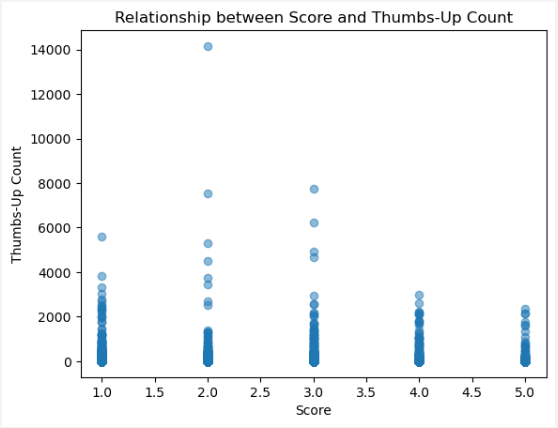 Relationship between Score and Thumbs-Up Count
Thumbs-Up Count
14000
12000
10000
8000
6000
4000
2000
0
1.0 1.5 2.0 2.5 3.0 3.5 4.0 4.5 5.0
Score